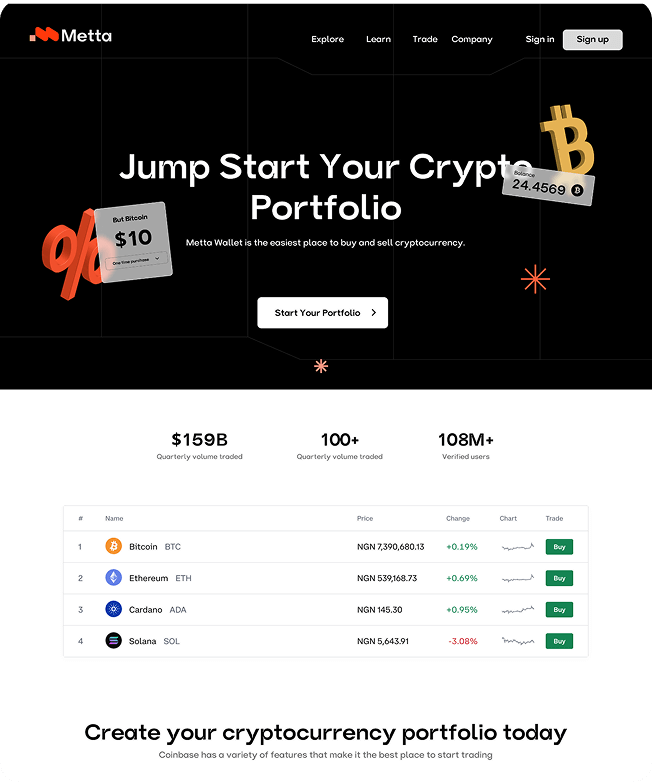 Metta
Explore Learn Trade Company Sign in Sign up
Jump Start Your Crypto
Portfolio
Balance
24.4569
But Bitcoin
$10
One time purchase
Metta Wallet is the easiest place to buy and sell cryptocurrency.
Start Your Portfolio
$159B 100+ 108M+
Quarterly volume traded Quarterly volume traded Verified users
# Name Price Change Chart Trade
1 Bitcoin BTC NGN 7,390,680.13 +0.19% Buy
2 Ethereum ETH NGN 539,168.73 +0.69% Buy
3 Cardano ADA NGN 145.30 +0.95% Buy
4 Solana SOL NGN 5,643.91 -3.08% Buy
Create your cryptocurrency portfolio today
Coinbase has a variety of features that make it the best place to start trading